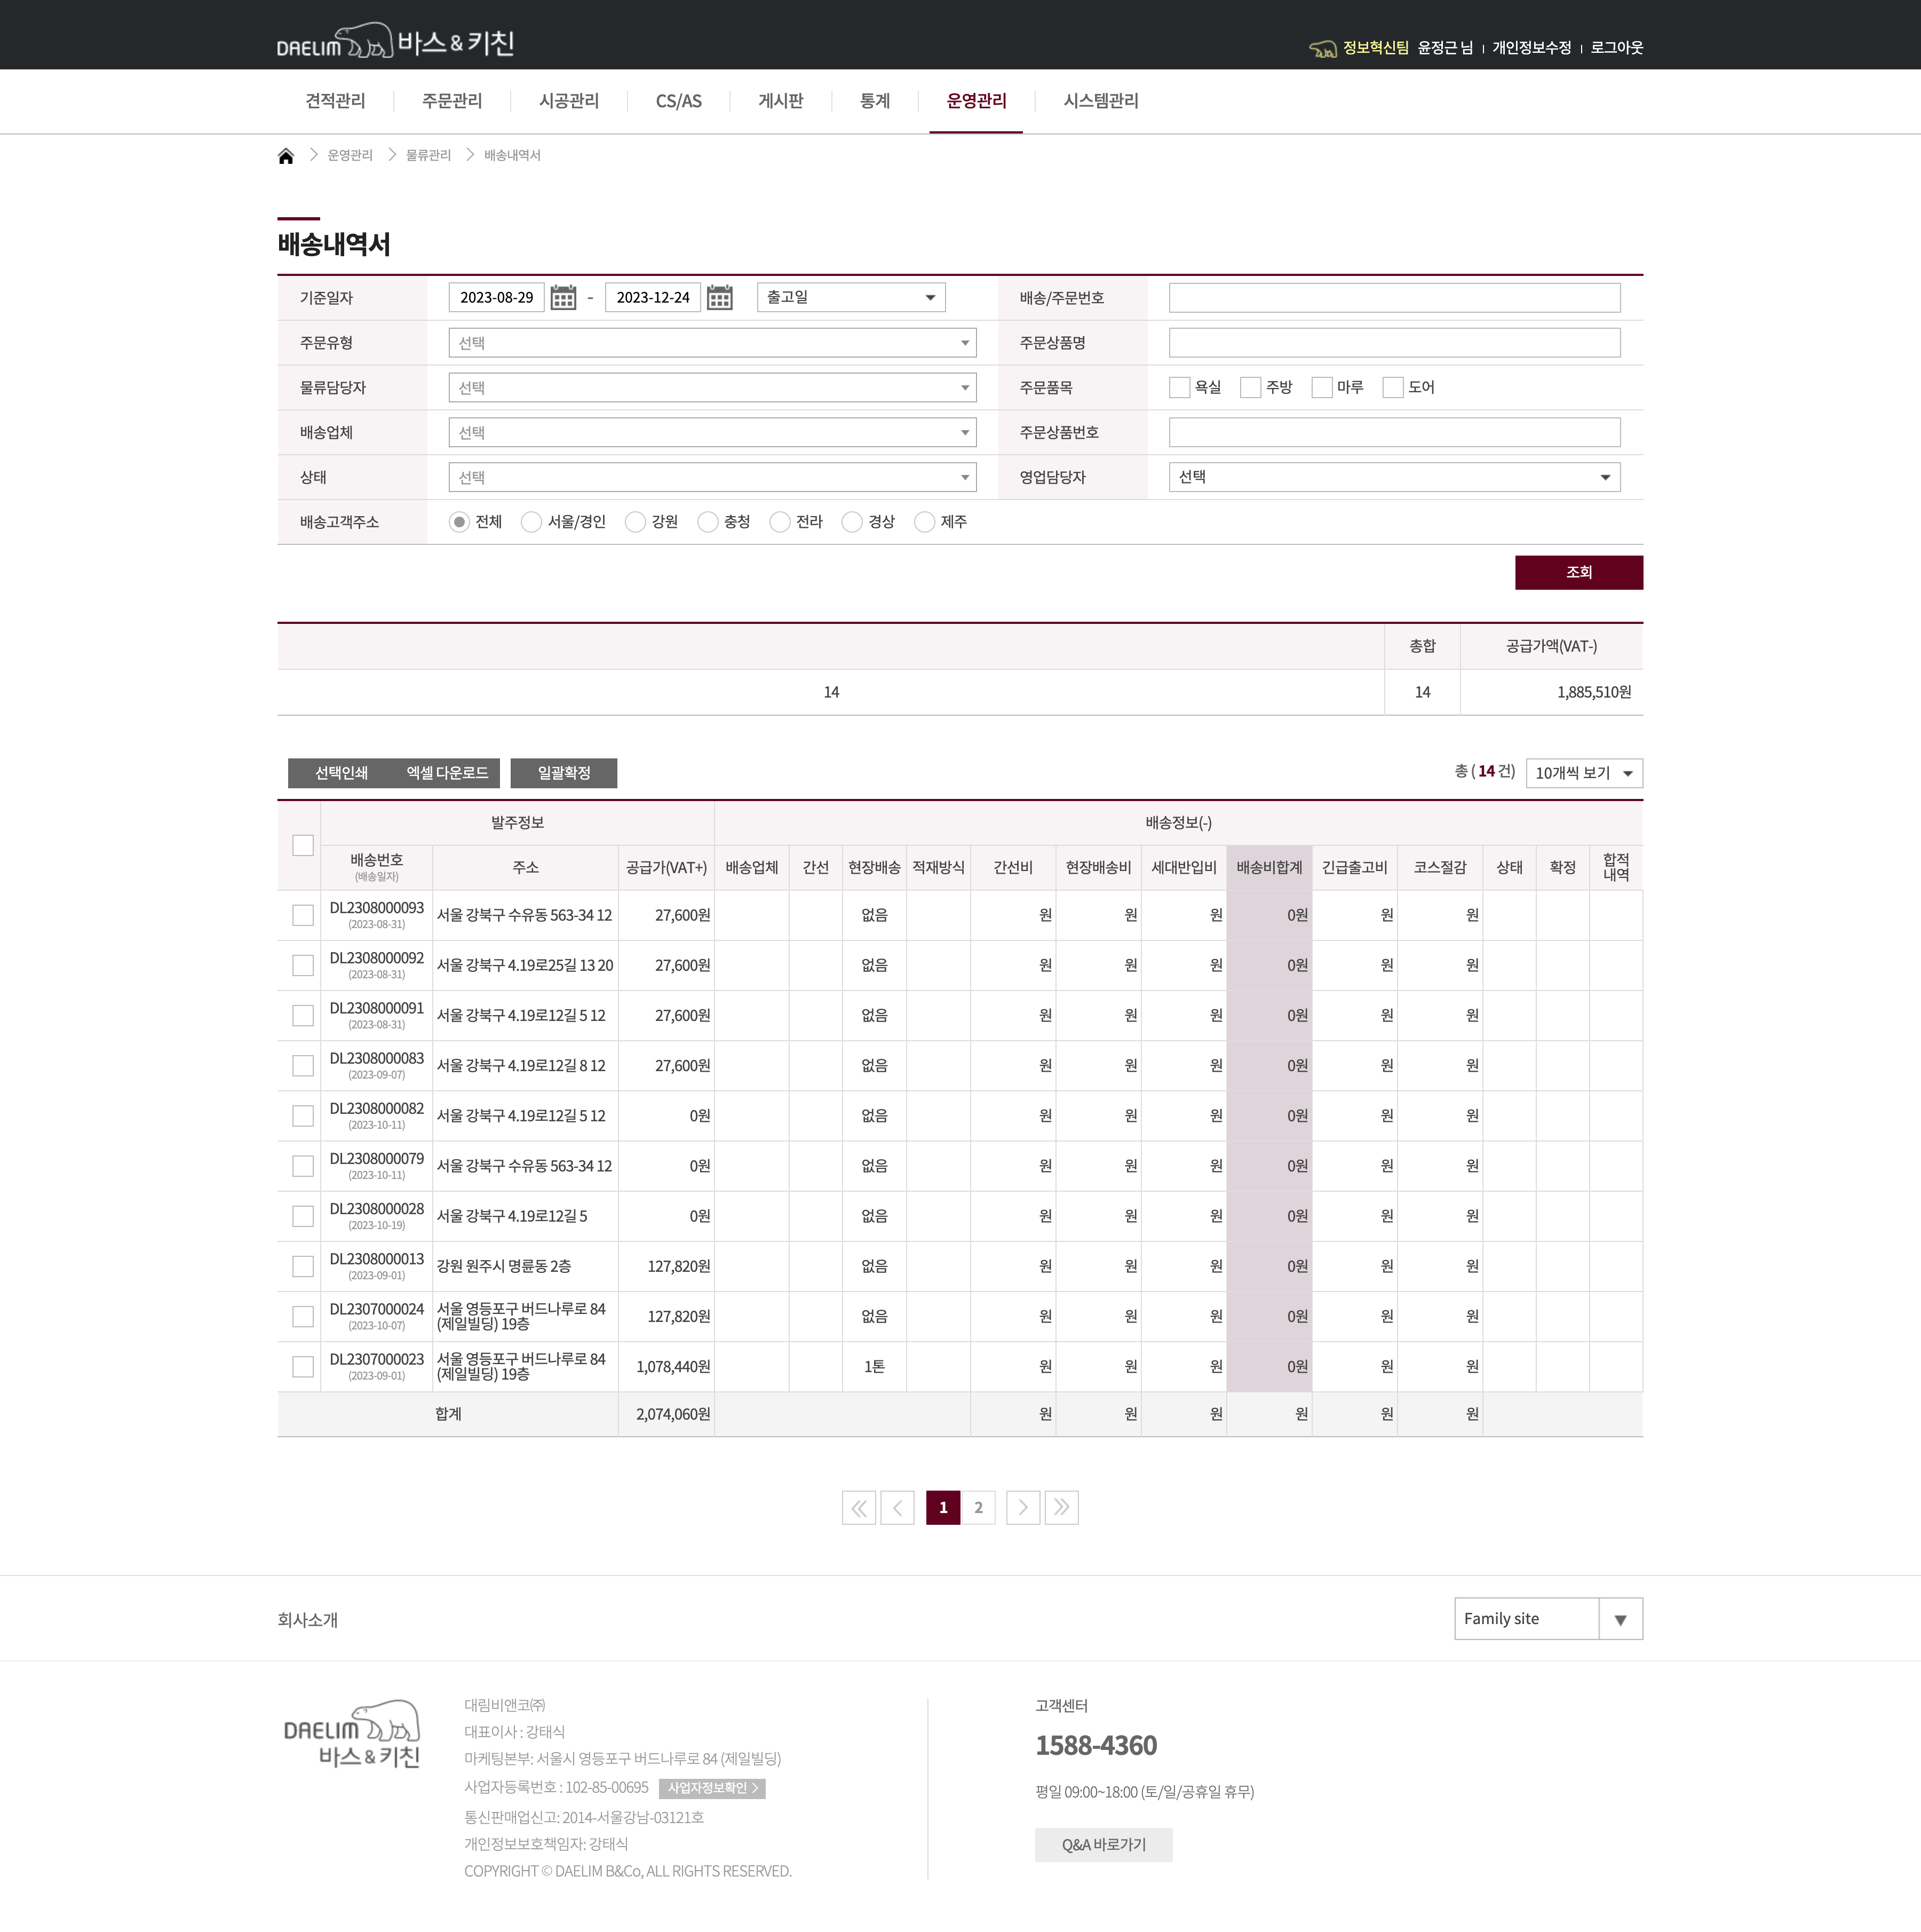 DAELIM 바스&키친
정보혁신팀 윤정근 님 | 개인정보수정 | 로그아웃
견적관리 주문관리 시공관리 CS/AS 게시판 통계 운영관리 시스템관리
운영관리 물류관리 배송내역서
배송내역서
기준일자 2023-08-29 - 2023-12-24 출고일 배송/주문번호
주문유형 선택 주문상품명
물류담당자 선택 주문품목 욕실 주방 마루 도어
배송업체 선택 주문상품번호
상태 선택 영업담당자 선택
배송고객주소 전체 서울/경인 강원 충청 전라 경상 제주
조회
총합 공급가액(VAT-)
14 14 1,885,510원
선택인쇄 엑셀 다운로드 일괄확정 총 ( 14 건) 10개씩 보기
발주정보 배송정보(-)
배송번호 주소 공급가(VAT+) 배송업체 간선 현장배송 적재방식 간선비 현장배송비 세대반입비 배송비합계 긴급출고비 코스절감 상태 확정 합적
(배송일자) 내역
DL2308000093 서울 강북구 수유동 563-34 12 27,600원 없음 원 원 원 0원 원 원
(2023-08-31)
DL2308000092 서울 강북구 4.19로25길 13 20 27,600원 없음 원 원 원 0원 원 원
(2023-08-31)
DL2308000091 서울 강북구 4.19로12길 5 12 27,600원 없음 원 원 원 0원 원 원
(2023-08-31)
DL2308000083 서울 강북구 4.19로12길 8 12 27,600원 없음 원 원 원 0원 원 원
(2023-09-07)
DL2308000082 서울 강북구 4.19로12길 5 12 0원 없음 원 원 원 0원 원 원
(2023-10-11)
DL2308000079 서울 강북구 수유동 563-34 12 0원 없음 원 원 원 0원 원 원
(2023-10-11)
DL2308000028 서울 강북구 4.19로12길 5 0원 없음 원 원 원 0원 원 원
(2023-10-19)
DL2308000013 강원 원주시 명륜동 2층 127,820원 없음 원 원 원 0원 원 원
(2023-09-01)
DL2307000024 서울 영등포구 버드나루로 84 127,820원 없음 원 원 원 0원 원 원
(2023-10-07) (제일빌딩) 19층
DL2307000023 서울 영등포구 버드나루로 84 1,078,440원 1톤 원 원 원 0원 원 원
(2023-09-01) (제일빌딩) 19층
합계 2,074,060원 원 원 원 원 원 원
1 2
회사소개 Family site
DAELIM
바스&키친
대림비앤코㈜
대표이사 : 강태식
마케팅본부: 서울시 영등포구 버드나루로 84 (제일빌딩)
사업자등록번호 : 102-85-00695 사업자정보확인 >
통신판매업신고: 2014-서울강남-03121호
개인정보보호책임자: 강태식
COPYRIGHT © DAELIM B&Co, ALL RIGHTS RESERVED.
고객센터
1588-4360
평일 09:00~18:00 (토/일/공휴일 휴무)
Q&A 바로가기